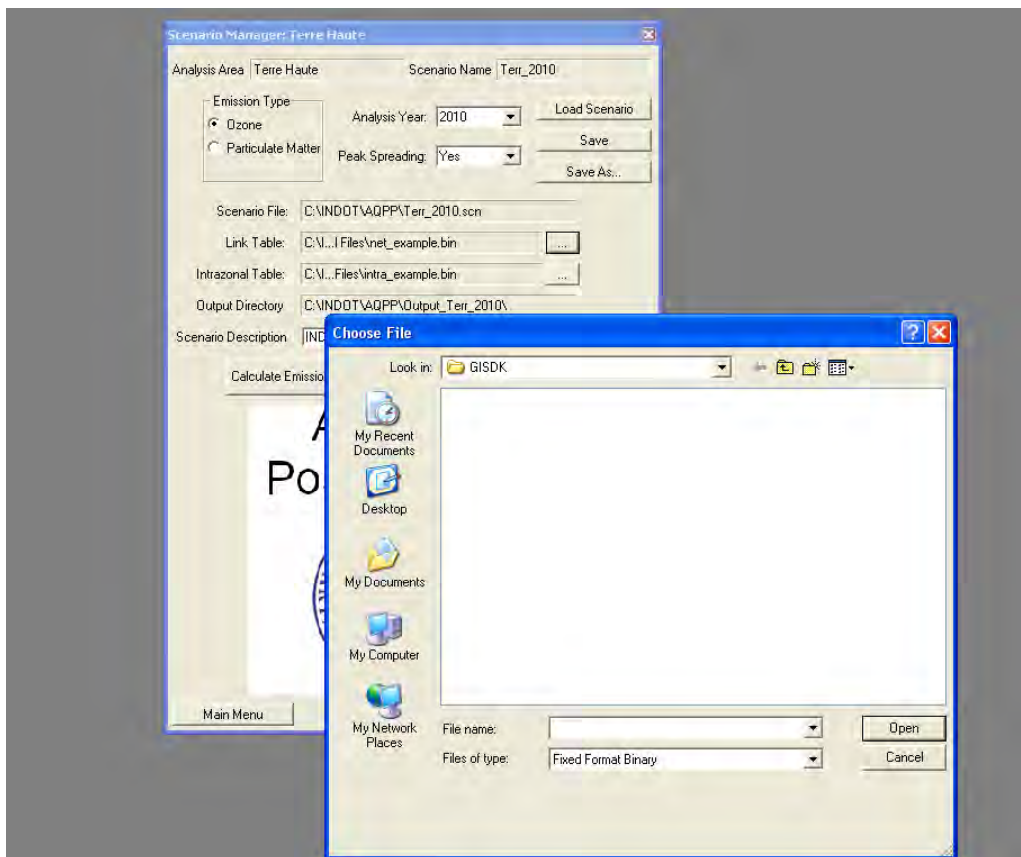 Scenario Manager: Terre Haute
Analysis Area Terre Haute Scenario Name Terr_2010
Emission Type
Ozone
Particulate Matter
Analysis Year: 2010
Peak Spreading: Yes
Load Scenario
Save
Save As...
Scenario File: C:\INDOT\AQPP\Terr_2010.scn
Link Table: C:\I...l Files\net_example.bin ...
Intrazonal Table: C:\I...Files\intra_example.bin ...
Output Directory C:\INDOT\AQPP\Output_Terr_2010\
Scenario Description
Calculate
Main Menu
Choose File
Look in: GISDK
My Recent
Documents
Desktop
My Documents
My Computer
My Network
Places
File name:
Files of type: Fixed Format Binary
Open
Cancel